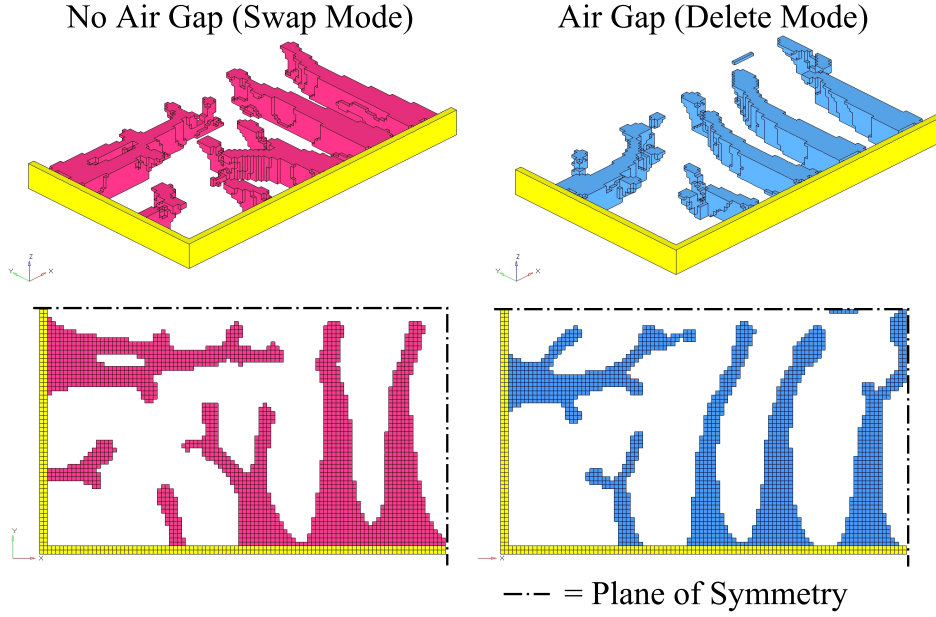 No Air Gap (Swap Mode)
Air Gap (Delete Mode)
Z
Y
X
Z
Y
X
Y
X
X
= Plane of Symmetry